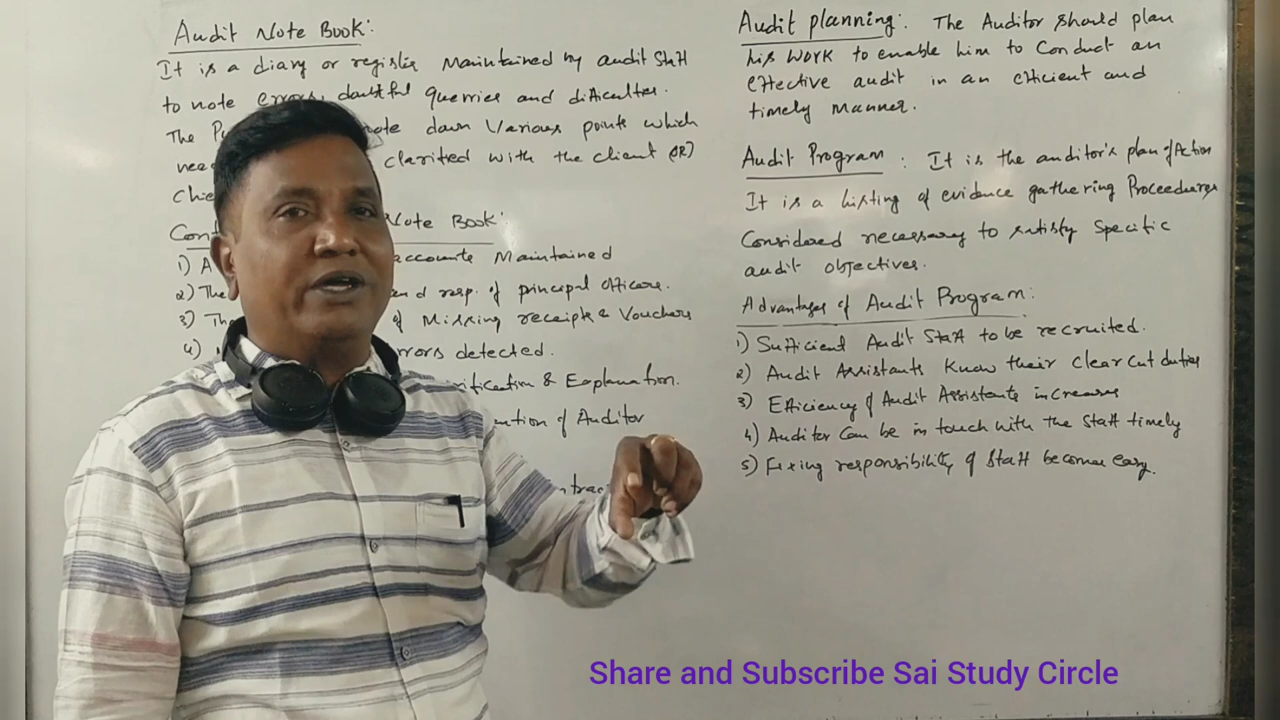 Audit Note Book:
It is a diary or register Maintained by audit Staff
to note errors, doubtful querries and difficulties.
The note down Various points which
need clarified with the client (OR)
Note Book:
1) A accounts Maintained
2) The and resp. of principal officers.
3) The of Missing receipts & Vouchers
4) errors detected.
& Explanation.
of Auditor
Audit planning: The Auditor should plan
his work to enable him to Conduct an
effective audit in an efficient and
timely manner.
Audit Program : It is the auditor's plan of Action
It is a listing of evidence gathering Proceedures
Considered necessary to satisfy Specific
audit objectives.
Advantages of Audit Program:
1) Sufficient Audit Staff to be recruited.
2) Audit Assistants Know their Clear cut duties
3) Efficiency of Audit Assistants increases
4) Auditor Can be in touch with the Staff timely
5) Fixing responsibility of Staff becomes easy.
Share and Subscribe Sai Study Circle